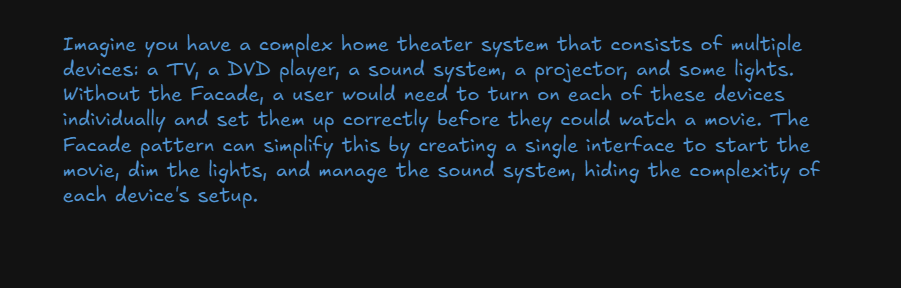 Imagine you have a complex home theater system that consists of multiple
devices: a TV, a DVD player, a sound system, a projector, and some lights.
Without the Facade, a user would need to turn on each of these devices
individually and set them up correctly before they could watch a movie. The
Facade pattern can simplify this by creating a single interface to start the
movie, dim the lights, and manage the sound system, hiding the complexity of
each device's setup.